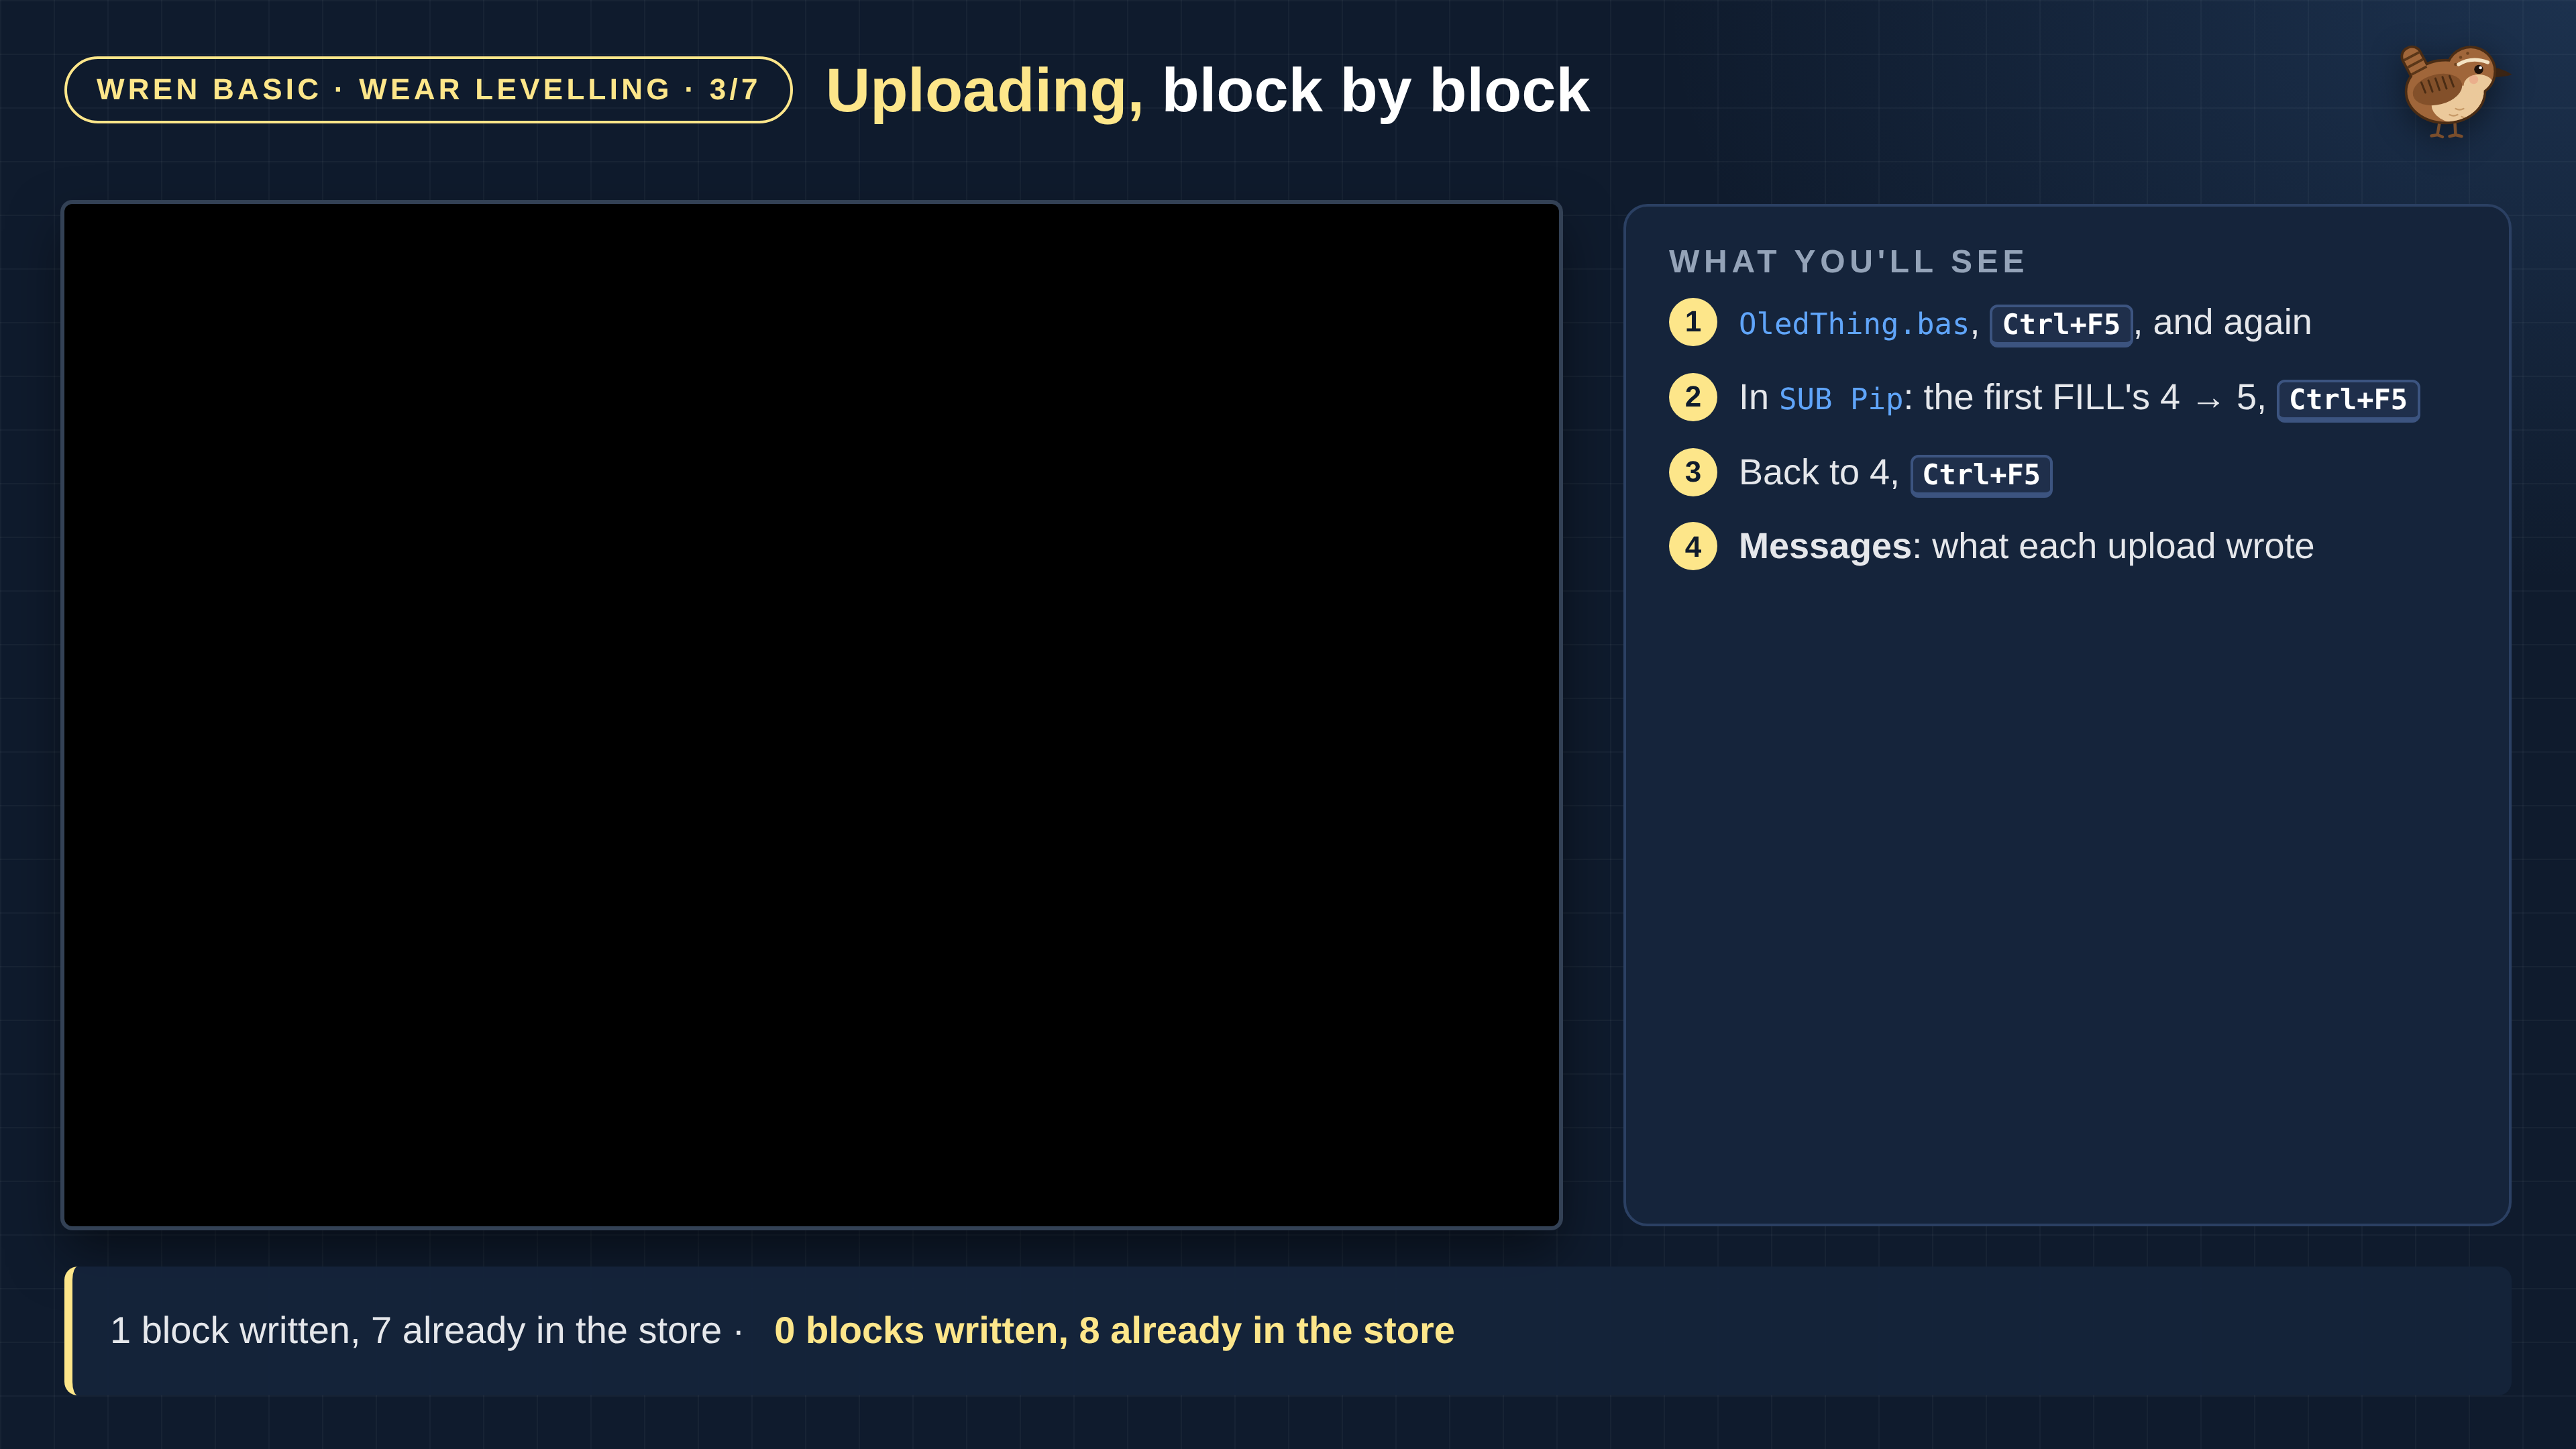 WREN BASIC · WEAR LEVELLING · 3/7
Uploading, block by block
WHAT YOU'LL SEE
1 OledThing.bas, Ctrl+F5, and again
2 In SUB Pip: the first FILL's 4 → 5, Ctrl+F5
3 Back to 4, Ctrl+F5
4 Messages: what each upload wrote
1 block written, 7 already in the store · 0 blocks written, 8 already in the store